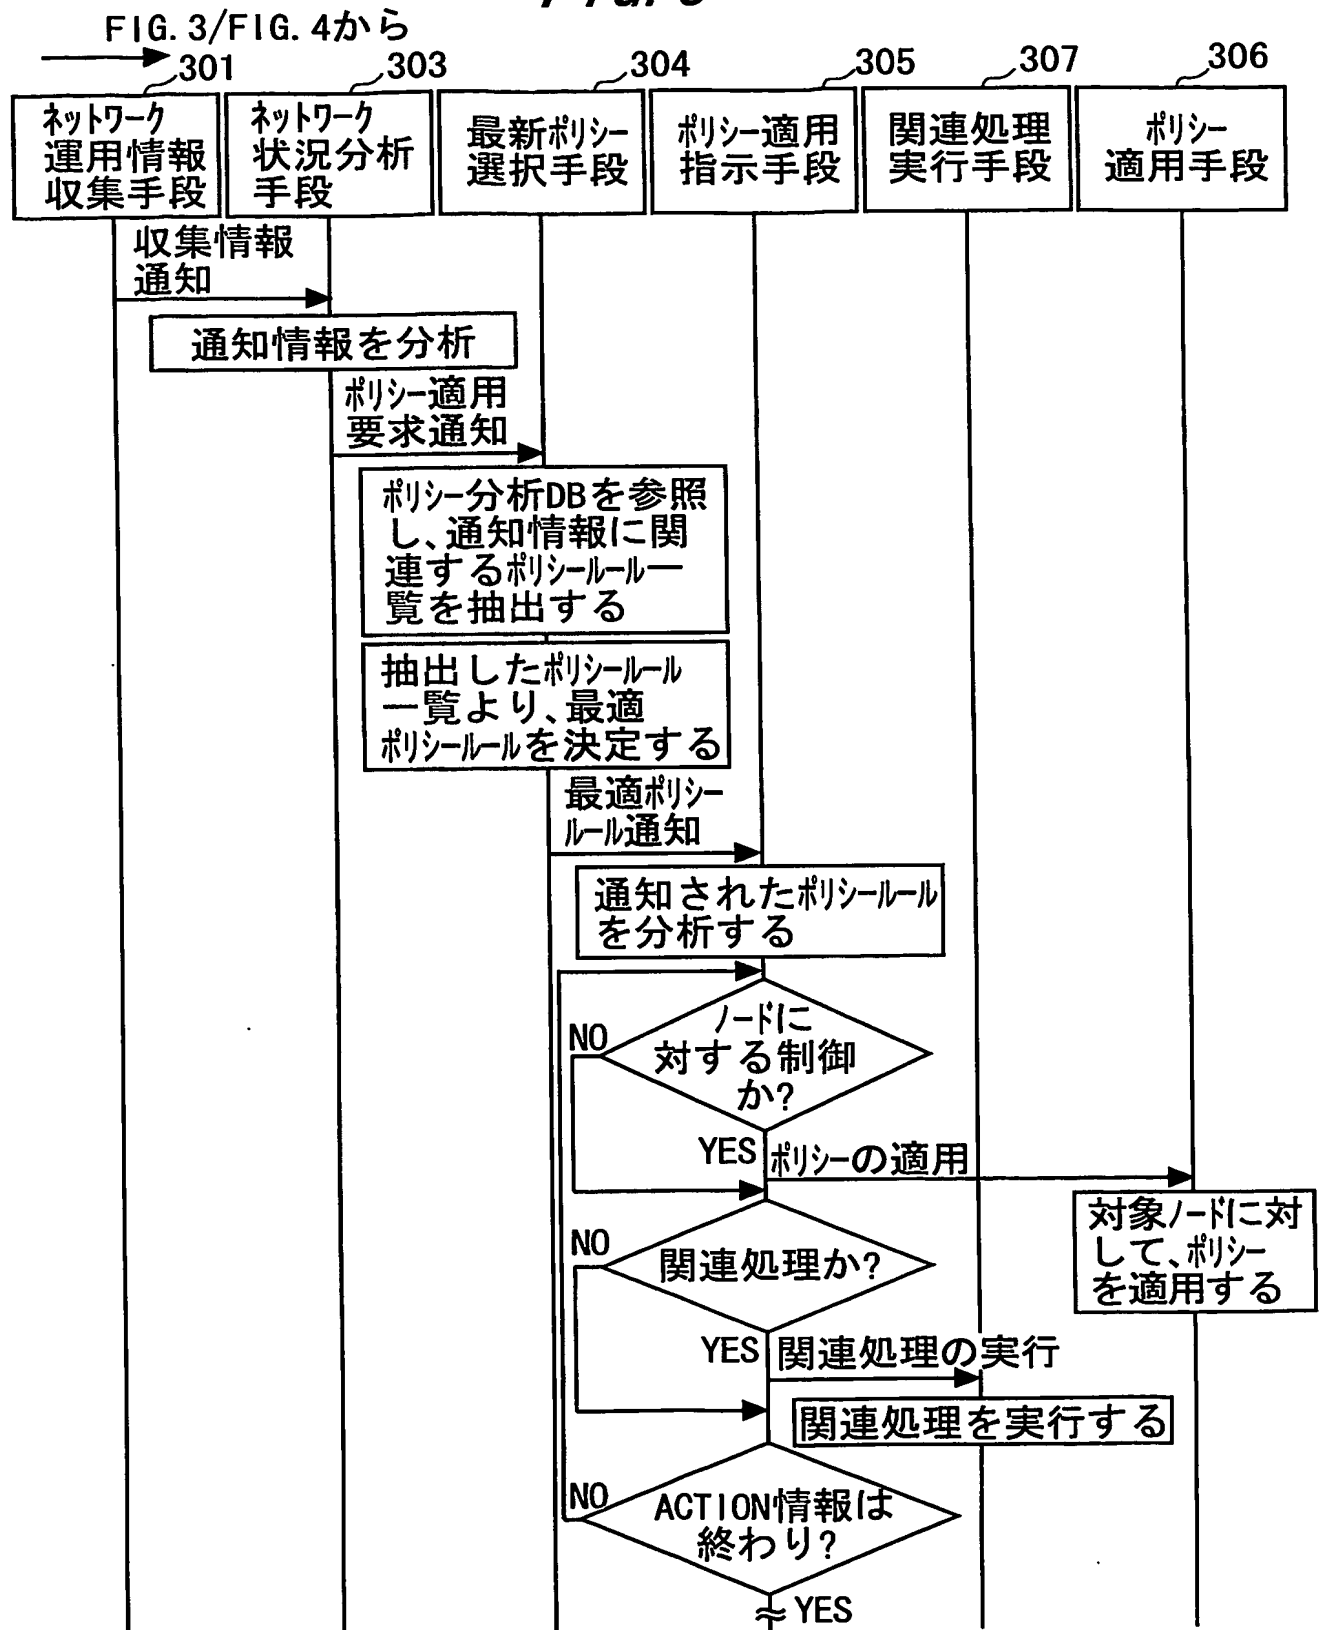 FIG. 3/FIG. 4から
301
303
304
305
307
306
ネットワーク
運用情報
収集手段
ネットワーク
状況分析
手段
最新ポリシー
選択手段
ポリシー適用
指示手段
関連処理
実行手段
ポリシー
適用手段
収集情報
通知
通知情報を分析
ポリシー適用
要求通知
ポリシー分析DBを参照
し、通知情報に関
連するポリシールール一
覧を抽出する
抽出したポリシールール
一覧より、最適
ポリシールールを決定する
最適ポリシー
ルール通知
通知されたポリシールール
を分析する
ノードに
対する制御
か?
NO
YES
ポリシーの適用
対象ノードに対
して、ポリシー
を適用する
NO
関連処理か?
YES
関連処理の実行
関連処理を実行する
NO
ACTION情報は
終わり?
YES